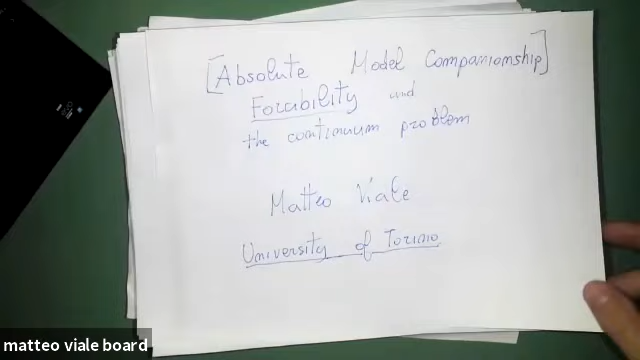 [Absolute Model Companionship]
Forcibility and
the continuum problem
Matteo Viale
University of Torino
matteo viale board